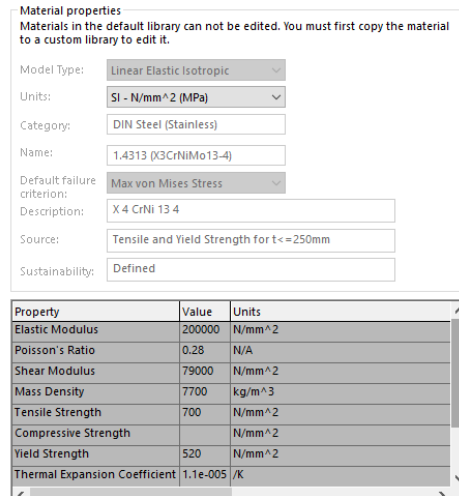 Material properties
Materials in the default library can not be edited. You must first copy the material
to a custom library to edit it.
Model Type: Linear Elastic Isotropic
Units: SI - N/mm^2 (MPa)
Category: DIN Steel (Stainless)
Name: 1.4313 (X3CrNiMo13-4)
Default failure criterion: Max von Mises Stress
Description: X 4 CrNi 13 4
Source: Tensile and Yield Strength for t<=250mm
Sustainability: Defined
Property Value Units
Elastic Modulus 200000 N/mm^2
Poisson's Ratio 0.28 N/A
Shear Modulus 79000 N/mm^2
Mass Density 7700 kg/m^3
Tensile Strength 700 N/mm^2
Compressive Strength N/mm^2
Yield Strength 520 N/mm^2
Thermal Expansion Coefficient 1.1e-005 /K